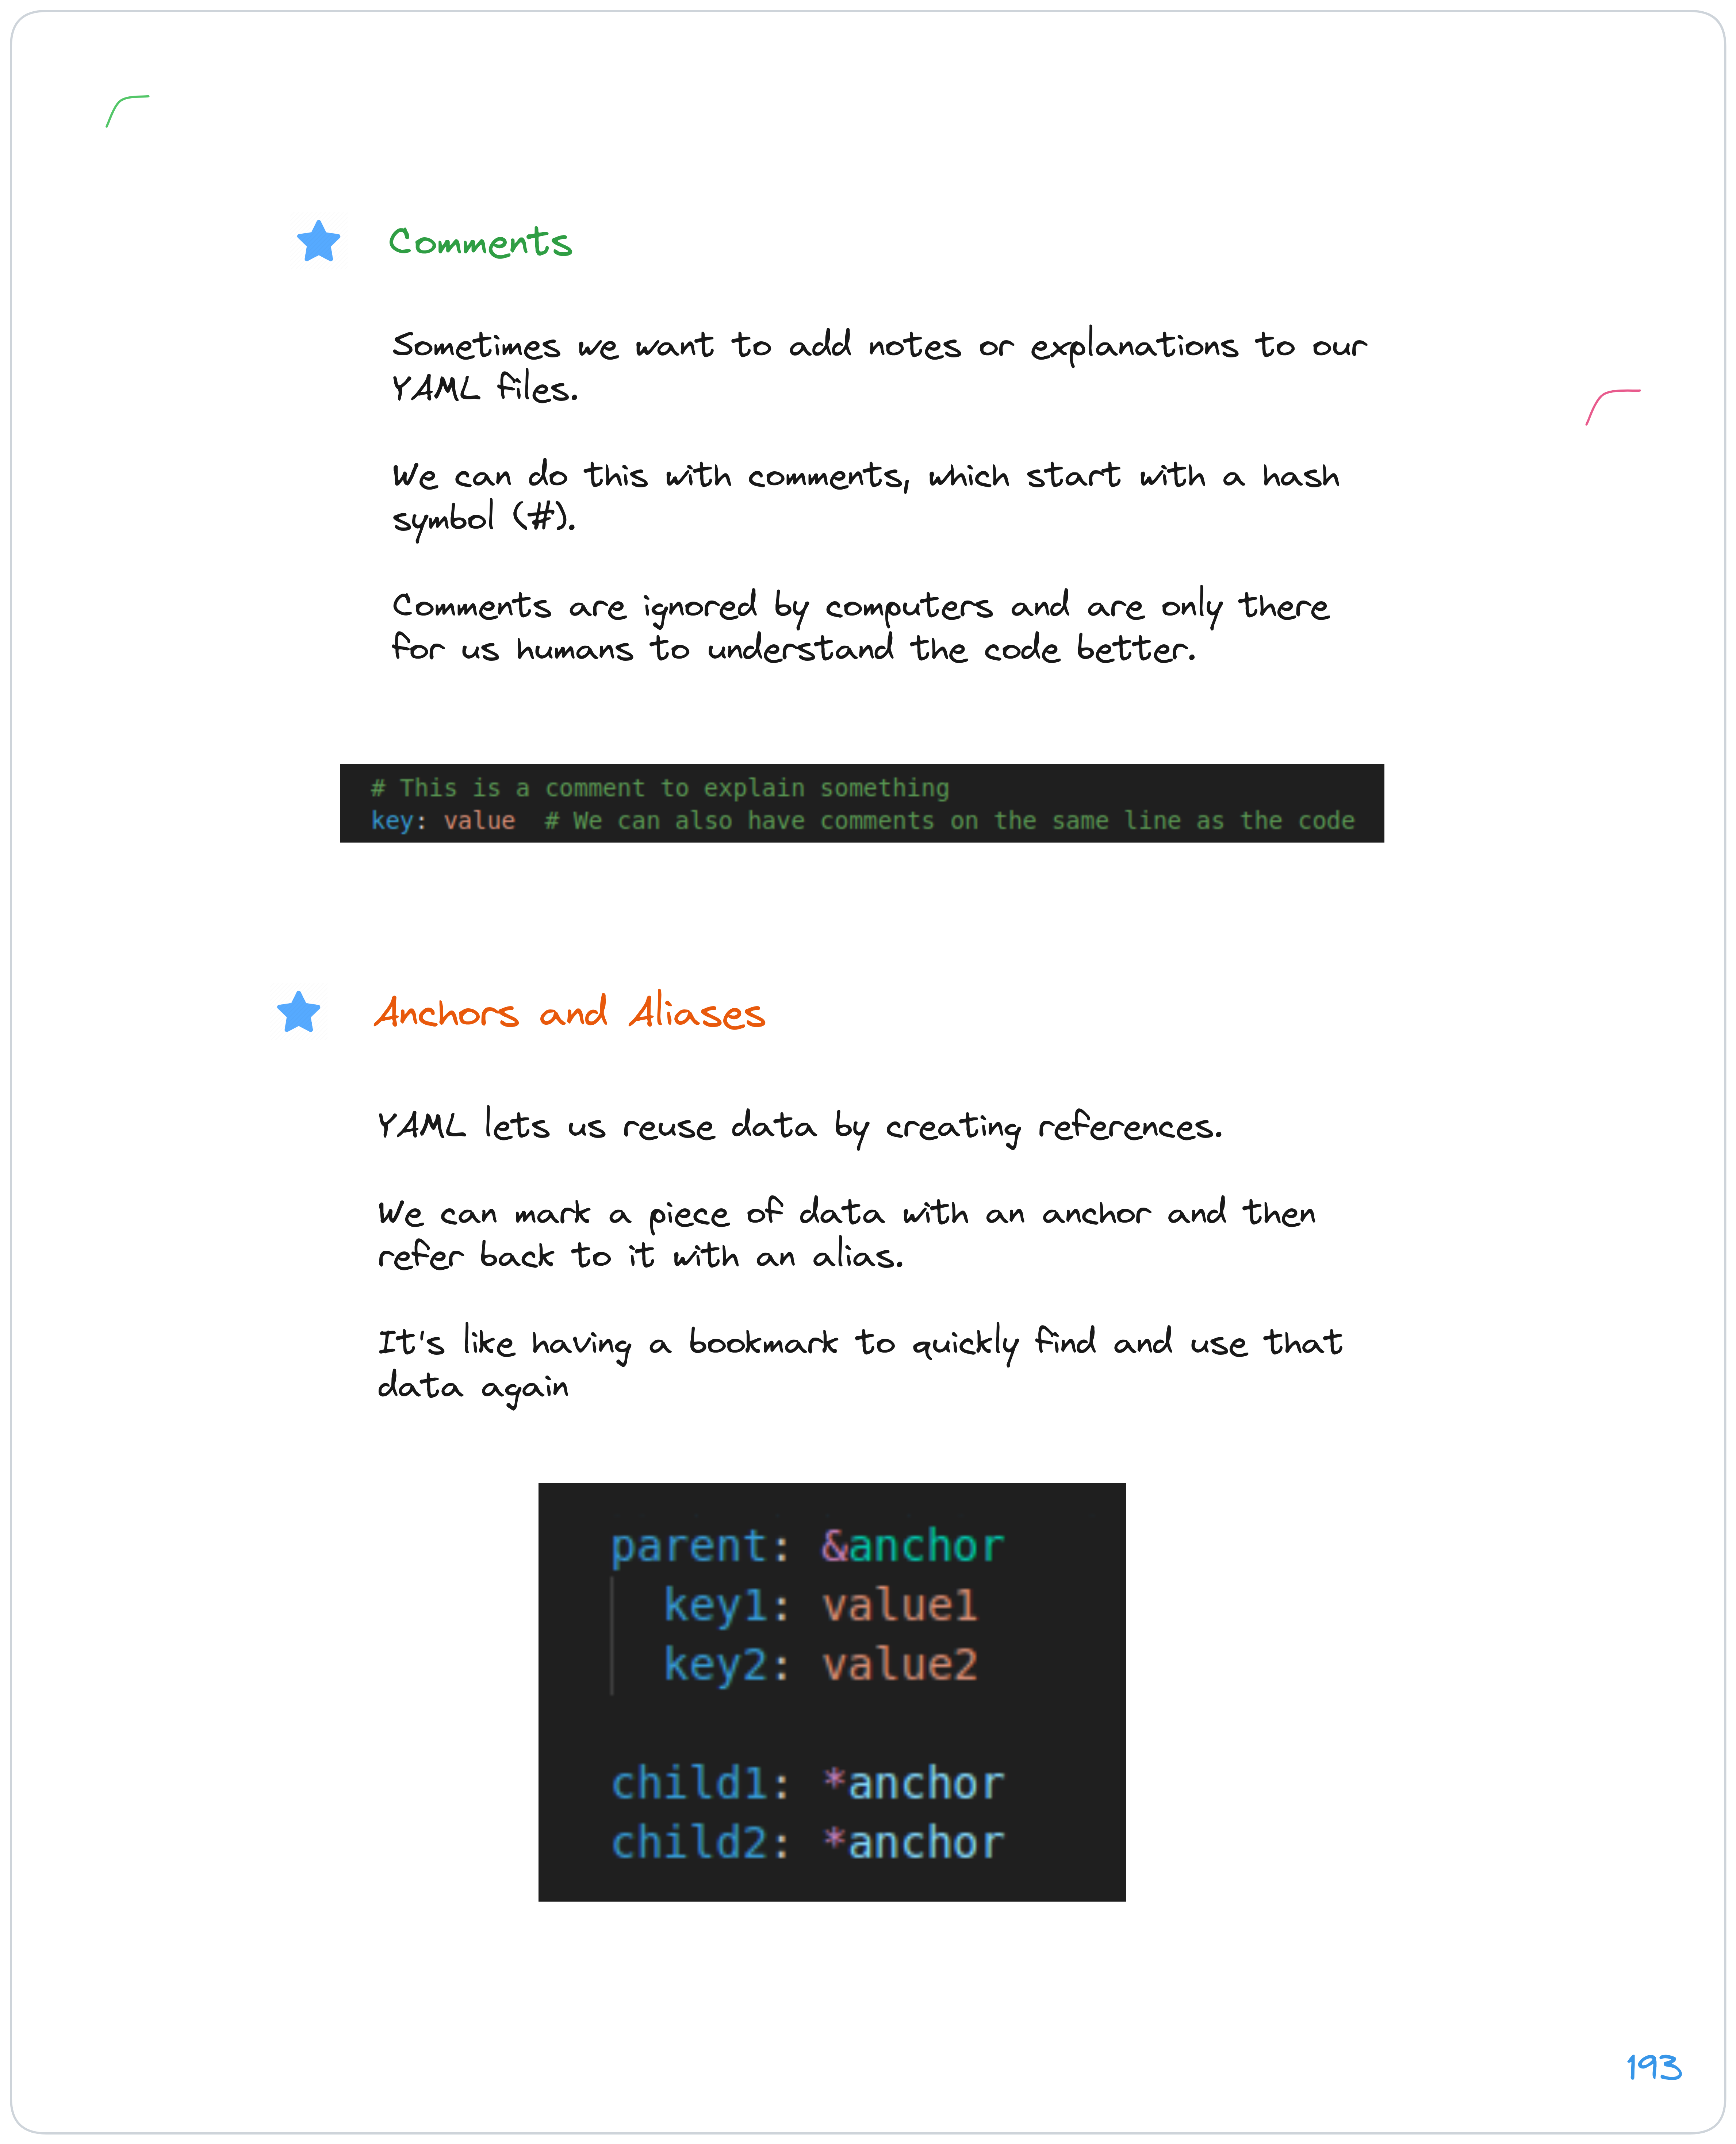 Comments
Sometimes we want to add notes or explanations to our
YAML files.
We can do this with comments, which start with a hash
symbol (#).
Comments are ignored by computers and are only there
for us humans to understand the code better.
# This is a comment to explain something
key: value  # We can also have comments on the same line as the code
Anchors and Aliases
YAML lets us reuse data by creating references.
We can mark a piece of data with an anchor and then
refer back to it with an alias.
It's like having a bookmark to quickly find and use that
data again
parent: &anchor
  key1: value1
  key2: value2
child1: *anchor
child2: *anchor
193